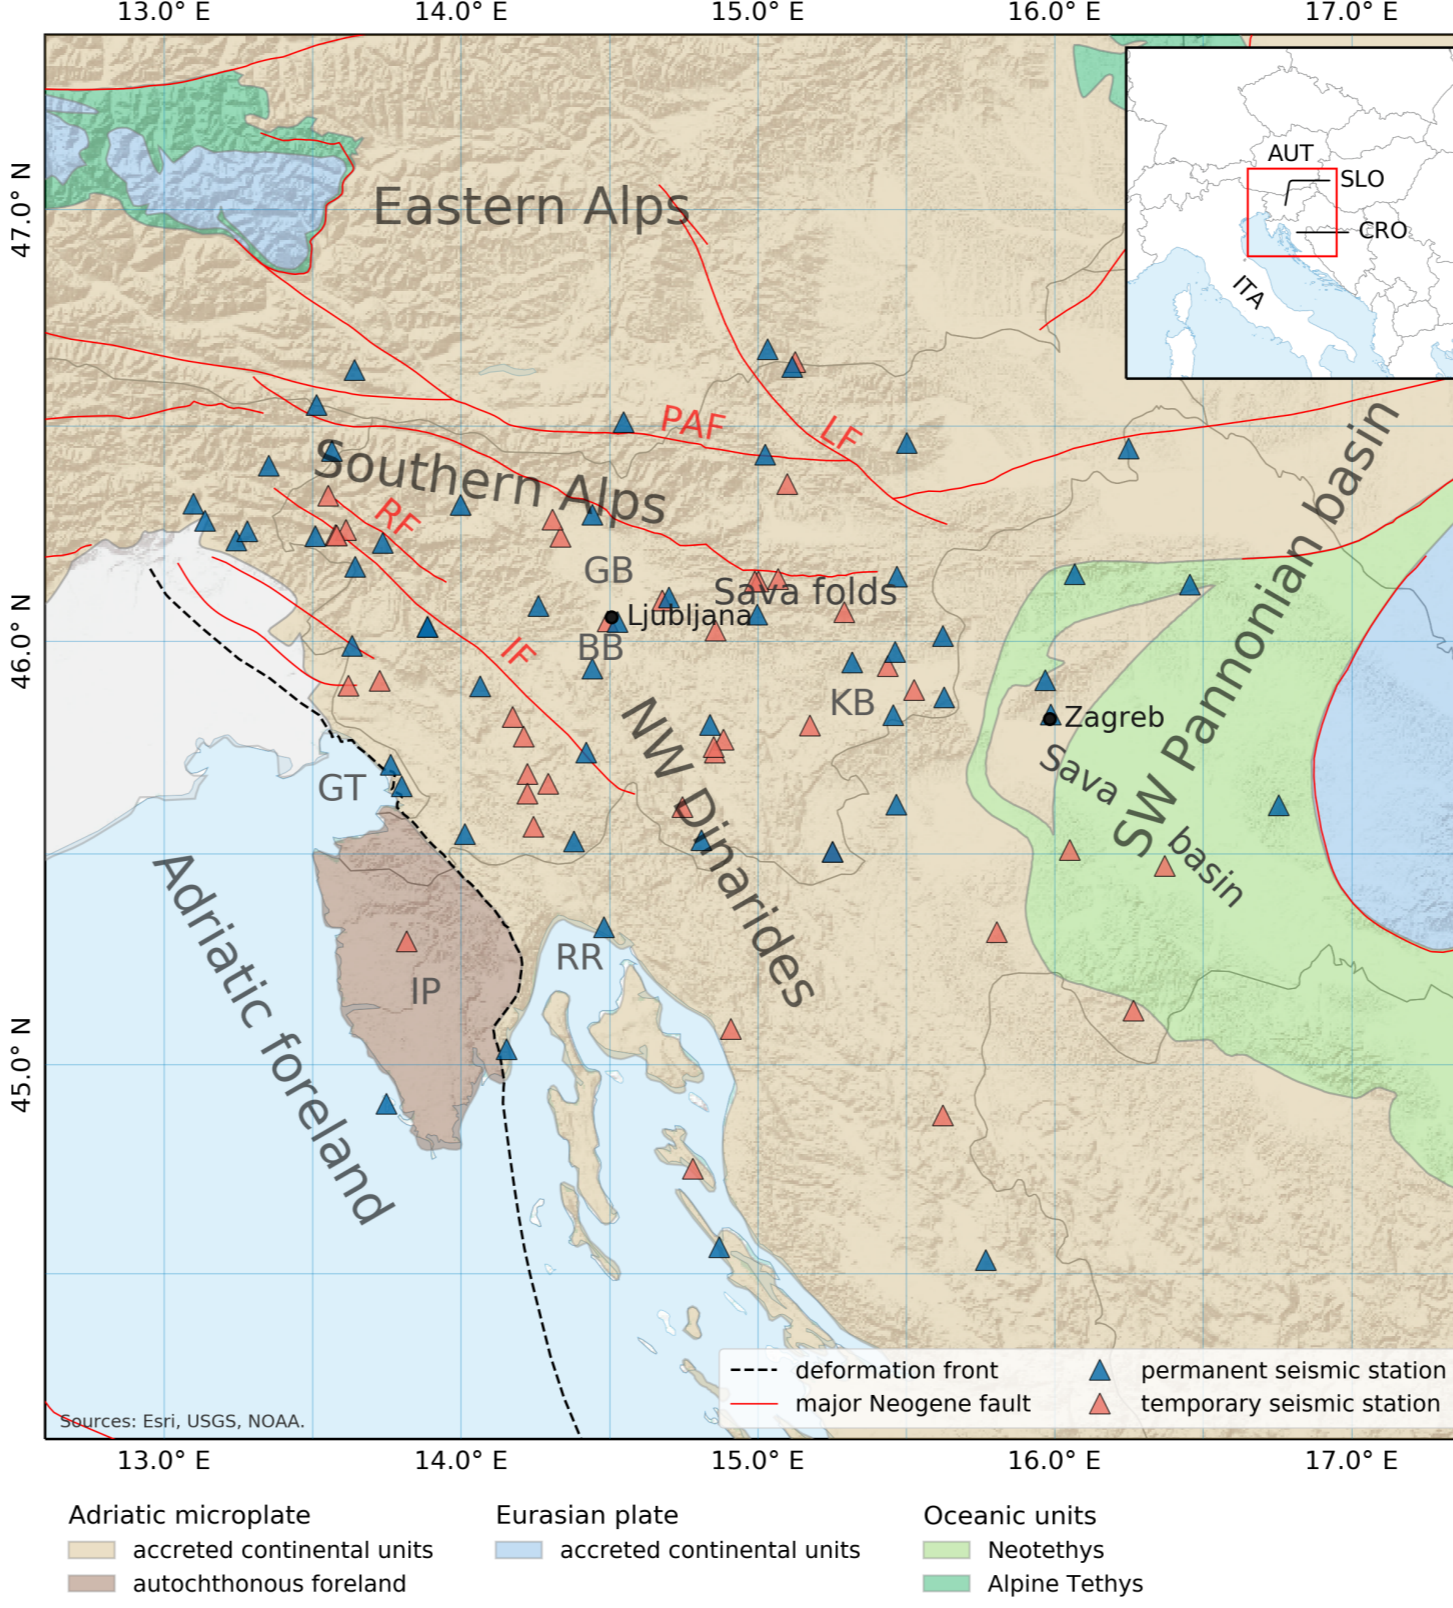 13.0° E 14.0° E 15.0° E 16.0° E 17.0° E
AUT
SLO
CRO
ITA
47.0° N
Eastern Alps
PAF
LF
Southern Alps
RF
GB
Sava folds
Ljubljana
46.0° N
BB
IF
KB
Zagreb
NW Dinarides
SW Pannonian basin
Sava basin
GT
Adriatic foreland
RR
IP
45.0° N
deformation front
major Neogene fault
permanent seismic station
temporary seismic station
Sources: Esri, USGS, NOAA.
13.0° E 14.0° E 15.0° E 16.0° E 17.0° E
Adriatic microplate
accreted continental units
autochthonous foreland
Eurasian plate
accreted continental units
Oceanic units
Neotethys
Alpine Tethys